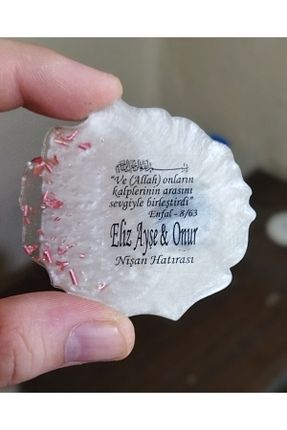 “Ve (Allah) onların
kalplerinin arasını
sevgiyle birleştirdi”
Enfal - 8/63
Eliz Ayşe & Onur
Nişan Hatırası